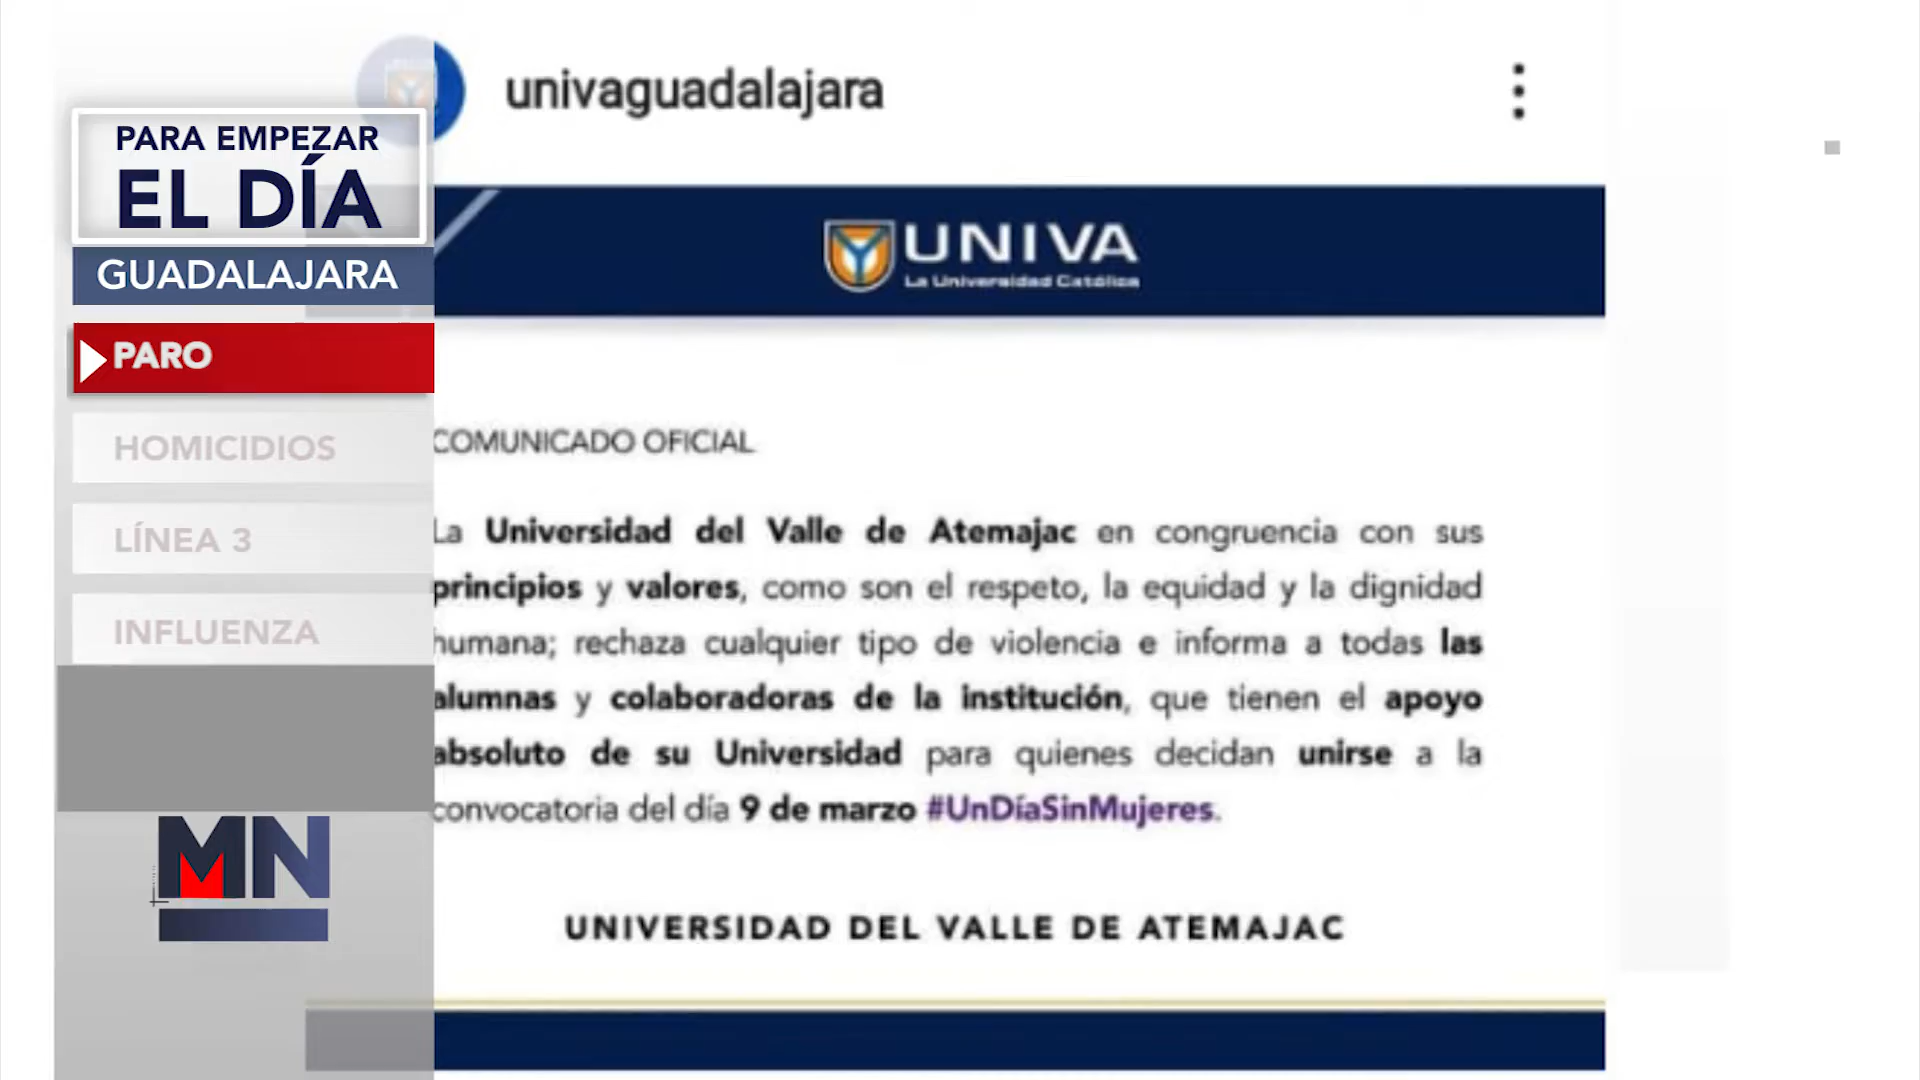 univaguadalajara
PARA EMPEZAR
EL DÍA
GUADALAJARA
PARO
HOMICIDIOS
LÍNEA 3
INFLUENZA
MN
UNIVA
La Universidad Católica
COMUNICADO OFICIAL
La Universidad del Valle de Atemajac en congruencia con sus
principios y valores, como son el respeto, la equidad y la dignidad
humana; rechaza cualquier tipo de violencia e informa a todas las
alumnas y colaboradoras de la institución, que tienen el apoyo
absoluto de su Universidad para quienes decidan unirse a la
convocatoria del día 9 de marzo #UnDíaSinMujeres.
UNIVERSIDAD DEL VALLE DE ATEMAJAC